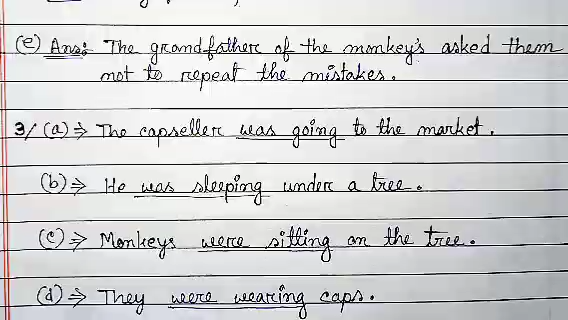 (e) Ans: The grandfather of the monkey's asked them
not to repeat the mistakes.
3/ (a) ⇒ The capseller was going to the market.
(b) ⇒ He was sleeping under a tree.
(c) ⇒ Monkeys were sitting on the tree.
(d) ⇒ They were wearing caps.